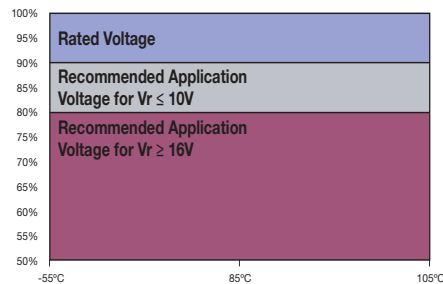 100%
95%
90%
85%
80%
75%
70%
65%
60%
55%
50%
Rated Voltage
Recommended Application
Voltage for Vr ≤ 10V
Recommended Application
Voltage for Vr ≥ 16V
-55ºC
85ºC
105ºC